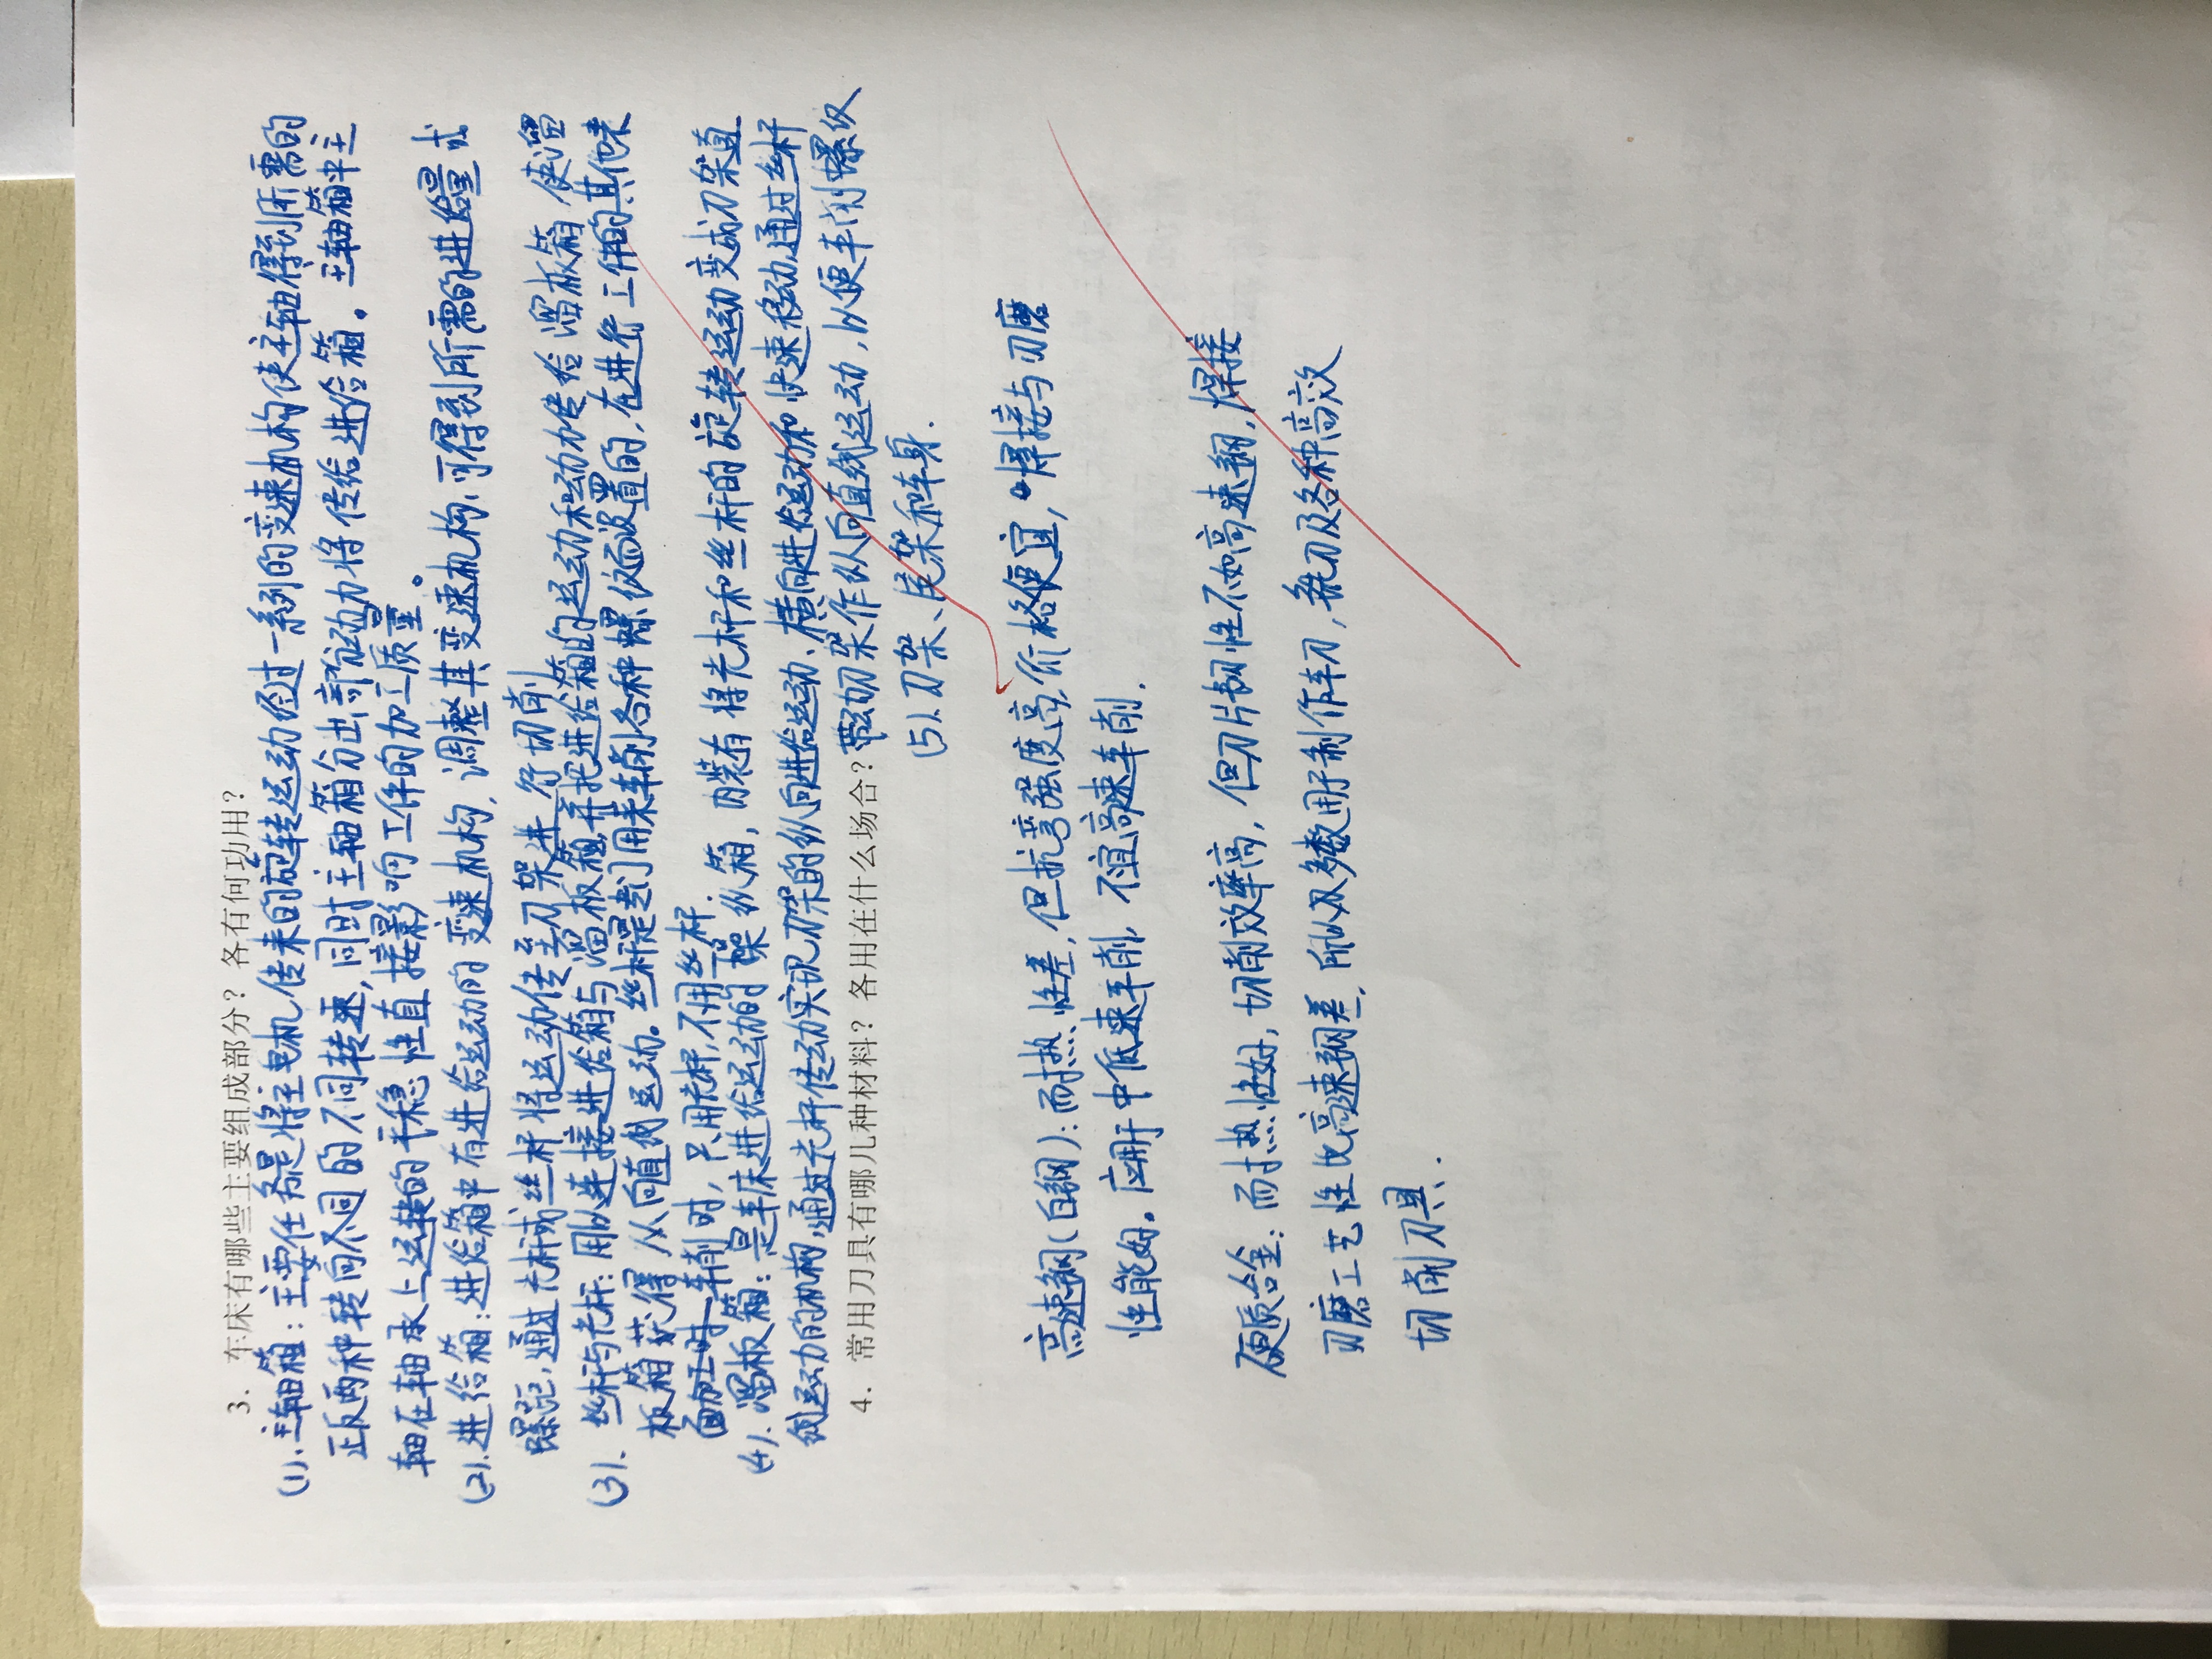 3. 车床有哪些主要组成部分？各有何功用？
(1). 主轴箱：主要任务是将主电机传来的旋转运动经过一系列的变速机构使主轴得到所需的
正反两种转向不同的不同转速，同时主轴箱分出部分动力将传给进给箱。主轴箱中主
轴在轴承上运转的平稳性直接影响工件的加工质量。
(2). 进给箱：进给箱中有进给运动的变速机构，调整其变速机构，可得到所需的进给量或
螺距，通过光杆或丝杆将运动传至刀架进行切削
(3). 丝杆与光杆：用以连接进给箱与溜板箱，并把进给箱的运动和动力传给溜板箱，使溜
板箱获得从向直线运动。丝杆是专门用来车削各种螺纹而设置的，在进行工件的其他表
面加工时车削时，只用光杆，不用丝杆.
(4). 溜板箱：是车床进给运动的操纵箱，内装有将光杆和丝杆的旋转运动变成刀架直
线运动的机构，通过光杆传动实现刀架的纵向进给运动、横向进给运动和快速移动，通过丝杆
带动刀架作纵向直线运动，以便车削螺纹
4. 常用刀具有哪几种材料？各用在什么场合？
(5). 刀架、尾架和车身.
高速钢（白钢）：耐热性差，但抗弯强度高，价格便宜，焊接与刃磨
性能好。应用于中低速车削，不宜高速车削.
硬质合金：耐热性好，切削效率高，但刀片韧性不如高速钢，焊接
刃磨工艺性比高速钢差，所以多数用于制作车刀，铣刀及各种高效
切削刀具.